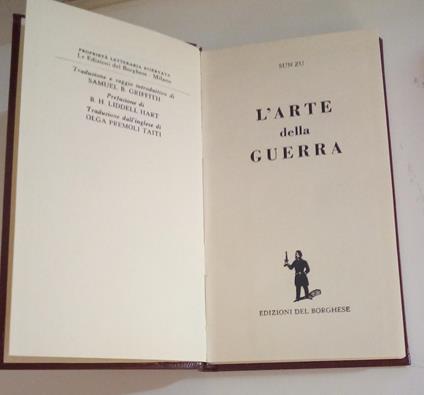 PROPRIETÀ LETTERARIA RISERVATA
Le Edizioni del Borghese - Milano
Traduzione e saggio introduttivo di
SAMUEL B. GRIFFITH
Prefazione di
B. H. LIDDELL HART
Traduzione dall'inglese di
OLGA PREMOLI TAITI
SUN ZU
L'ARTE
della
GUERRA
EDIZIONI DEL BORGHESE